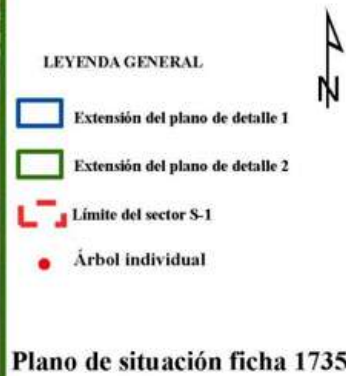 LEYENDA GENERAL
N
Extensión del plano de detalle 1
Extensión del plano de detalle 2
Límite del sector S-1
Árbol individual
Plano de situación ficha 1735